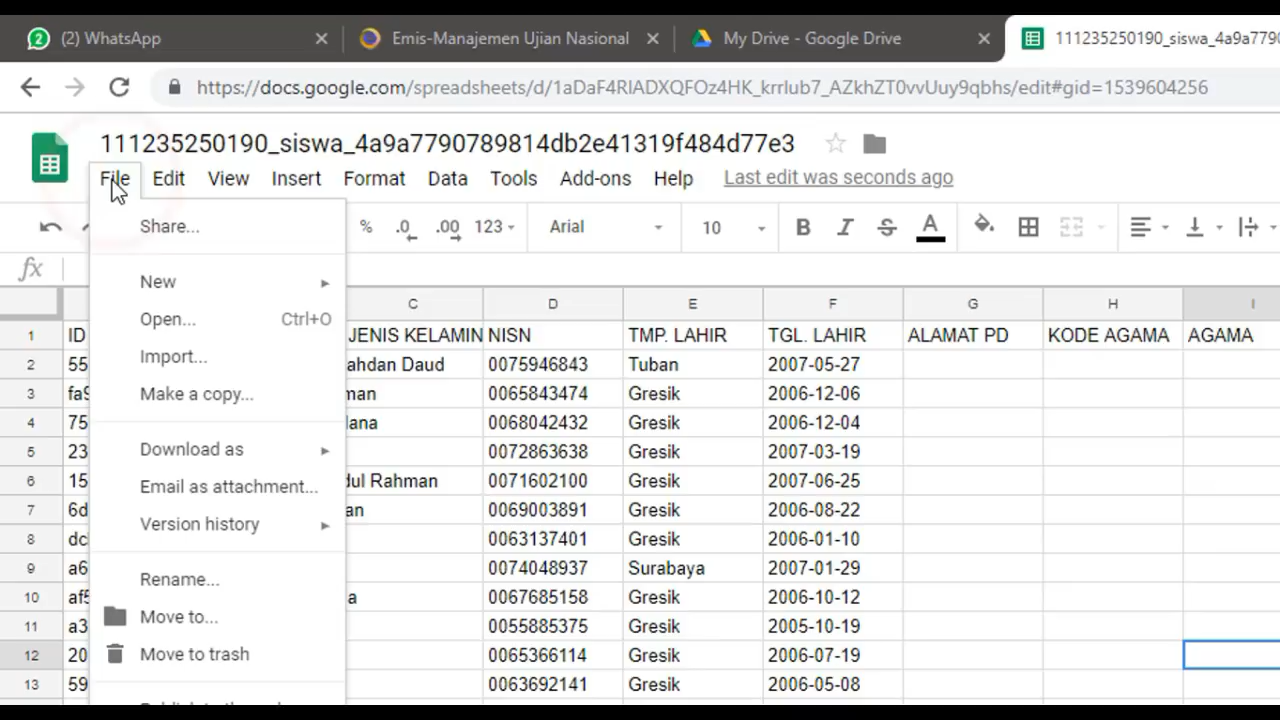 2 (2) WhatsApp Emis-Manajemen Ujian Nasional My Drive - Google Drive 111235250190_siswa_4a9a7790
https://docs.google.com/spreadsheets/d/1aDaF4RlADXQFOz4HK_krrlub7_AZkhZT0vvUuy9qbhs/edit#gid=1539604256
111235250190_siswa_4a9a7790789814db2e41319f484d77e3
File Edit View Insert Format Data Tools Add-ons Help Last edit was seconds ago
% .0 .00 123 Arial 10 B I S A
fx
Share...
New
Open... Ctrl+O
Import...
Make a copy...
Download as
Email as attachment...
Version history
Rename...
Move to...
Move to trash
C D E F G H I
1 ID JENIS KELAMIN NISN TMP. LAHIR TGL. LAHIR ALAMAT PD KODE AGAMA AGAMA
2 55 ahdan Daud 0075946843 Tuban 2007-05-27
3 fa9 man 0065843474 Gresik 2006-12-06
4 75 lana 0068042432 Gresik 2006-12-04
5 23 0072863638 Gresik 2007-03-19
6 15 dul Rahman 0071602100 Gresik 2007-06-25
7 6d an 0069003891 Gresik 2006-08-22
8 dc 0063137401 Gresik 2006-01-10
9 a6 0074048937 Surabaya 2007-01-29
10 af5 a 0067685158 Gresik 2006-10-12
11 a3 0055885375 Gresik 2005-10-19
12 20 0065366114 Gresik 2006-07-19
13 59 0063692141 Gresik 2006-05-08